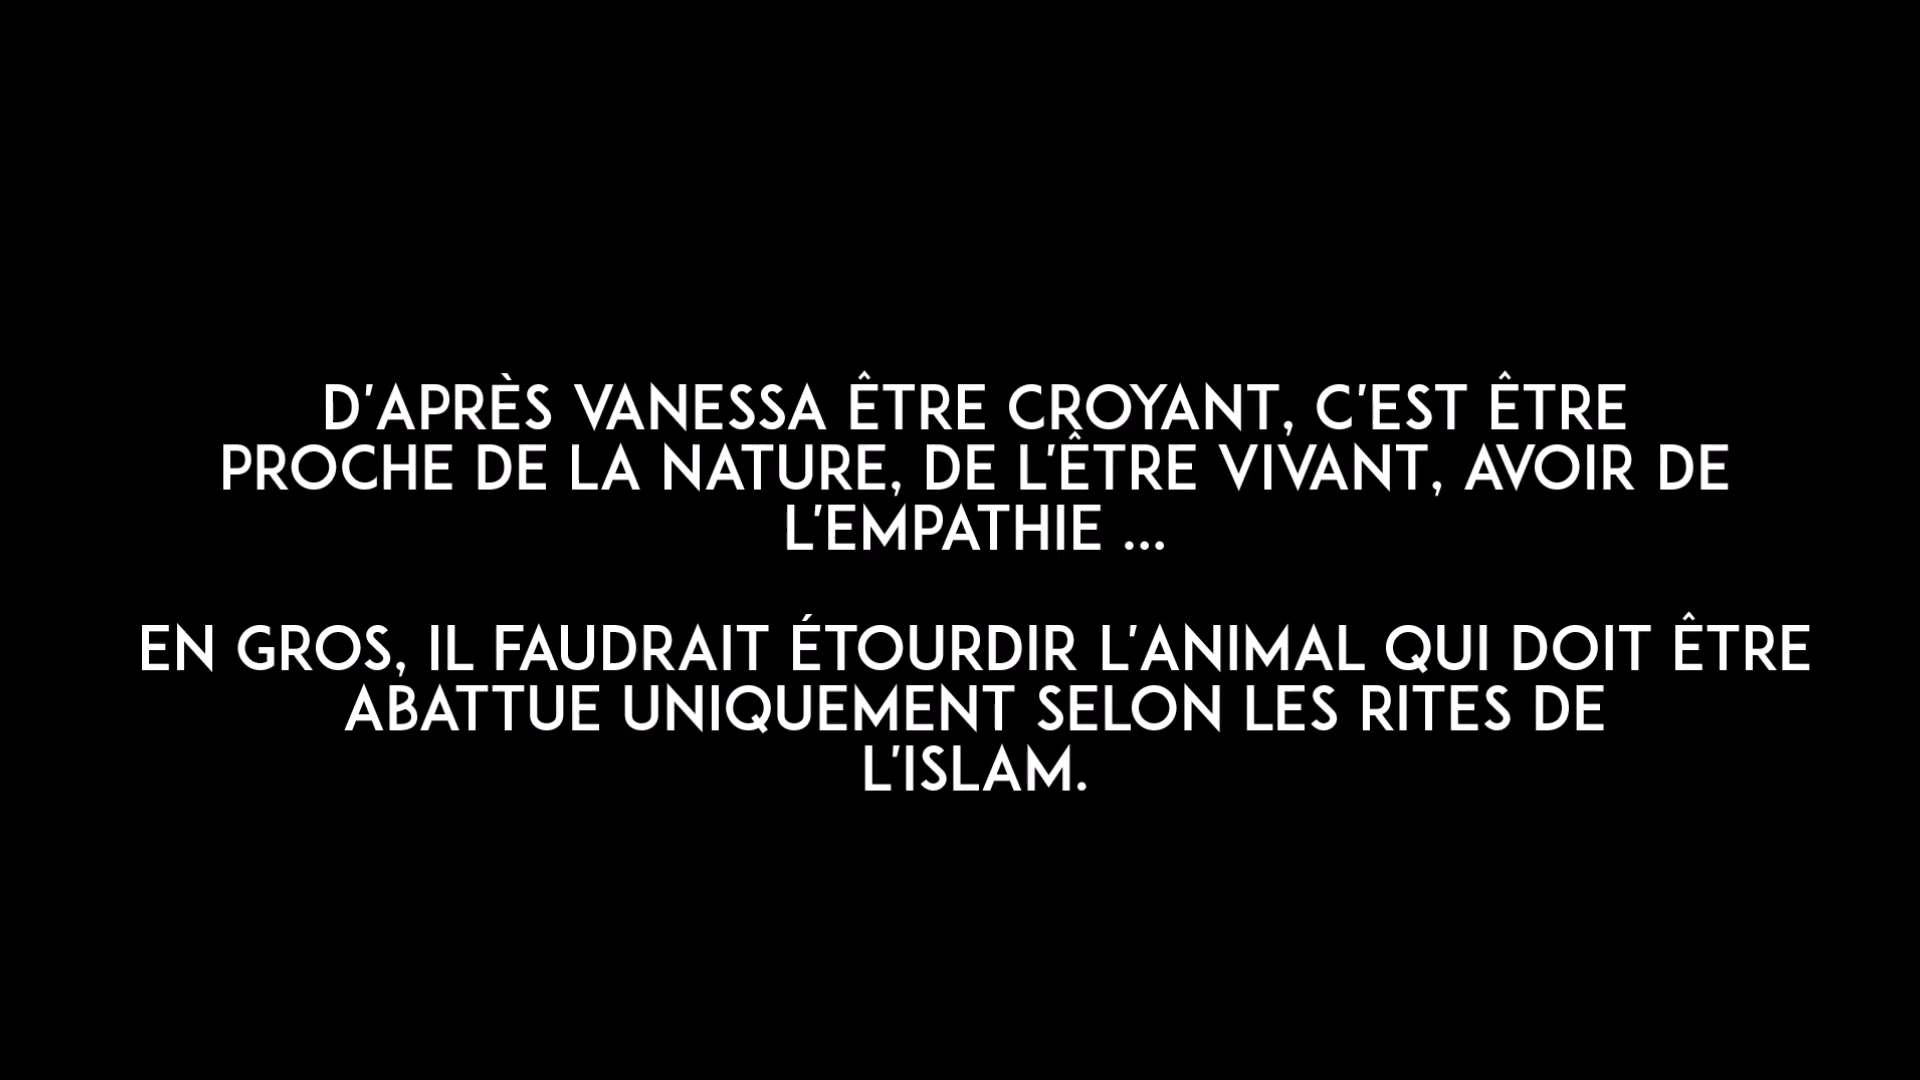 D'APRÈS VANESSA ÊTRE CROYANT, C'EST ÊTRE
PROCHE DE LA NATURE, DE L'ÊTRE VIVANT, AVOIR DE
L'EMPATHIE ...
EN GROS, IL FAUDRAIT ÉTOURDIR L'ANIMAL QUI DOIT ÊTRE
ABATTUE UNIQUEMENT SELON LES RITES DE
L'ISLAM.